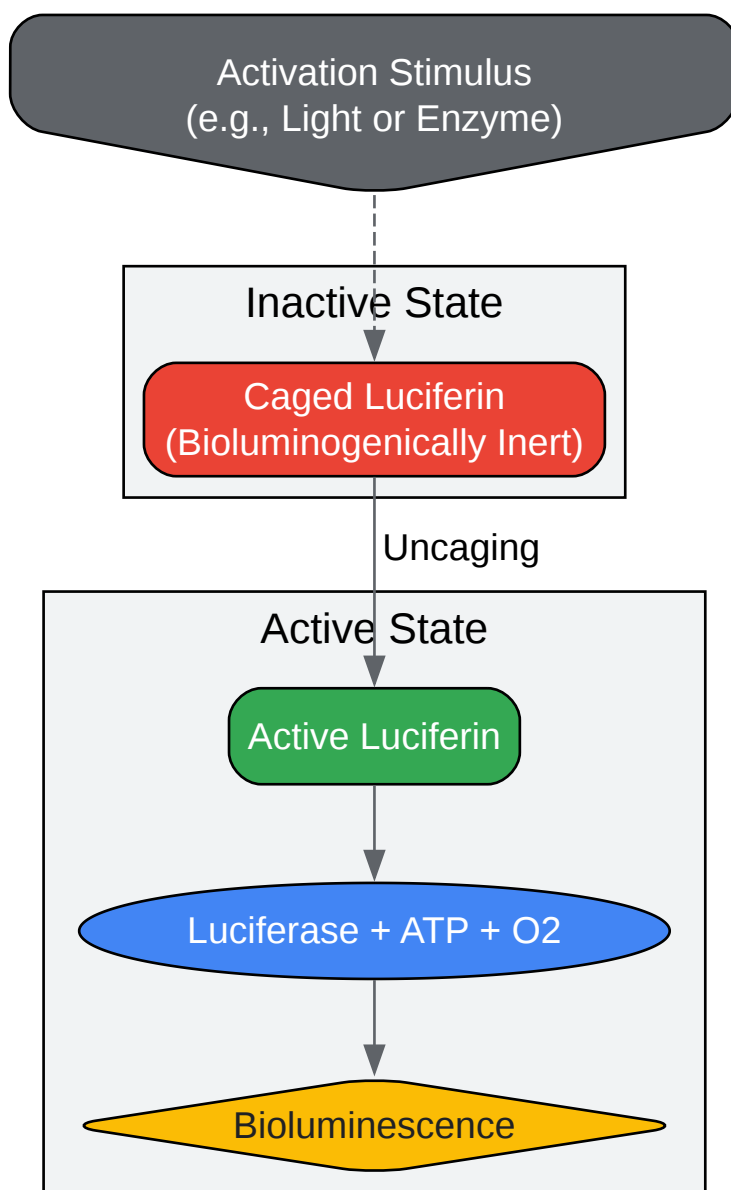 Activation Stimulus
(e.g., Light or Enzyme)
Inactive State
Caged Luciferin
(Bioluminogenically Inert)
Uncaging
Active State
Active Luciferin
Luciferase + ATP + O2
Bioluminescence